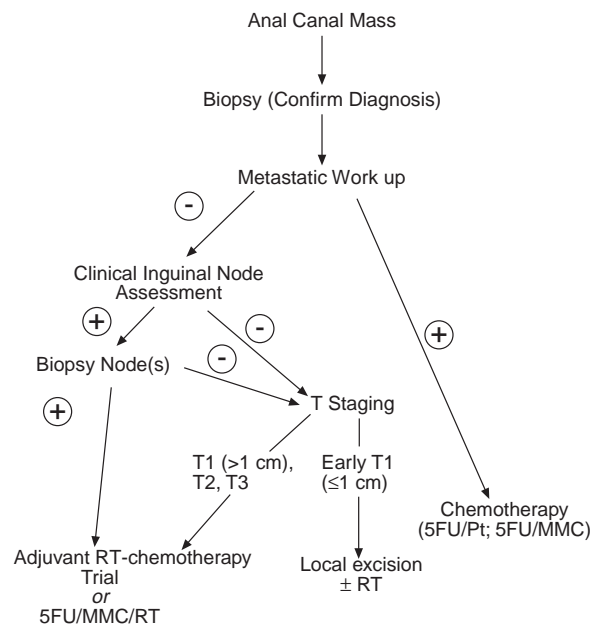 Anal Canal Mass
Biopsy (Confirm Diagnosis)
Metastatic Work up
-
Clinical Inguinal Node
Assessment
+
-
+
Biopsy Node(s)
-
+
T Staging
T1 (>1 cm),
T2, T3
Early T1
(≤1 cm)
Chemotherapy
(5FU/Pt; 5FU/MMC)
Adjuvant RT-chemotherapy
Trial
or
5FU/MMC/RT
Local excision
± RT